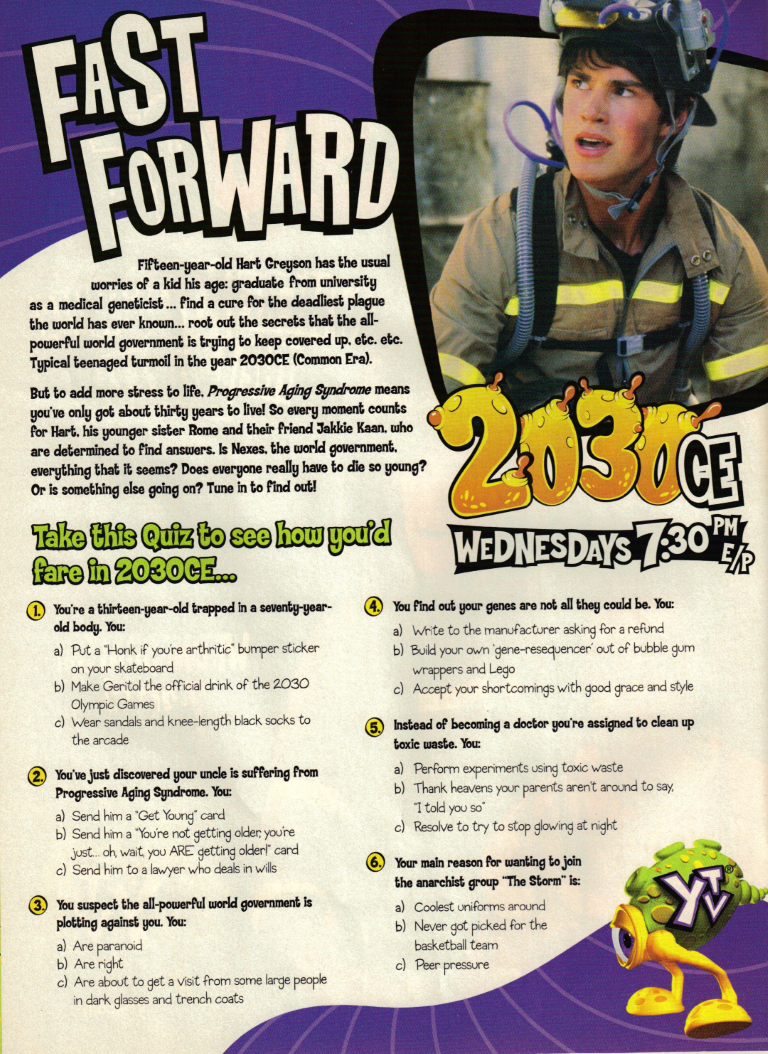 FAST
FORWARD
Fifteen-year-old Hart Greyson has the usual
worries of a kid his age: graduate from university
as a medical geneticist ... find a cure for the deadliest plague
the world has ever known... root out the secrets that the all-
powerful world government is trying to keep covered up, etc. etc.
Typical teenaged turmoil in the year 2030CE (Common Era).
But to add more stress to life, Progressive Aging Syndrome means
you've only got about thirty years to live! So every moment counts
for Hart, his younger sister Rome and their friend Jakkie Kaan, who
are determined to find answers. Is Nexes, the world government,
everything that it seems? Does everyone really have to die so young?
Or is something else going on? Tune in to find out!
2030CE
WEDNESDAYS 7:30 PM E/P
Take this Quiz to see how you'd
fare in 2030CE...
1. You're a thirteen-year-old trapped in a seventy-year-
old body. You:
a) Put a "Honk if you're arthritic" bumper sticker
on your skateboard
b) Make Geritol the official drink of the 2030
Olympic Games
c) Wear sandals and knee-length black socks to
the arcade
2. You've just discovered your uncle is suffering from
Progressive Aging Syndrome. You:
a) Send him a "Get Young" card
b) Send him a "You're not getting older, you're
just... oh, wait, you ARE getting older!" card
c) Send him to a lawyer who deals in wills
3. You suspect the all-powerful world government is
plotting against you. You:
a) Are paranoid
b) Are right
c) Are about to get a visit from some large people
in dark glasses and trench coats
4. You find out your genes are not all they could be. You:
a) Write to the manufacturer asking for a refund
b) Build your own 'gene-resequencer' out of bubble gum
wrappers and Lego
c) Accept your shortcomings with good grace and style
5. Instead of becoming a doctor you're assigned to clean up
toxic waste. You:
a) Perform experiments using toxic waste
b) Thank heavens your parents aren't around to say,
"I told you so"
c) Resolve to try to stop glowing at night
6. Your main reason for wanting to join
the anarchist group "The Storm" is:
a) Coolest uniforms around
b) Never got picked for the
basketball team
c) Peer pressure
YTV®